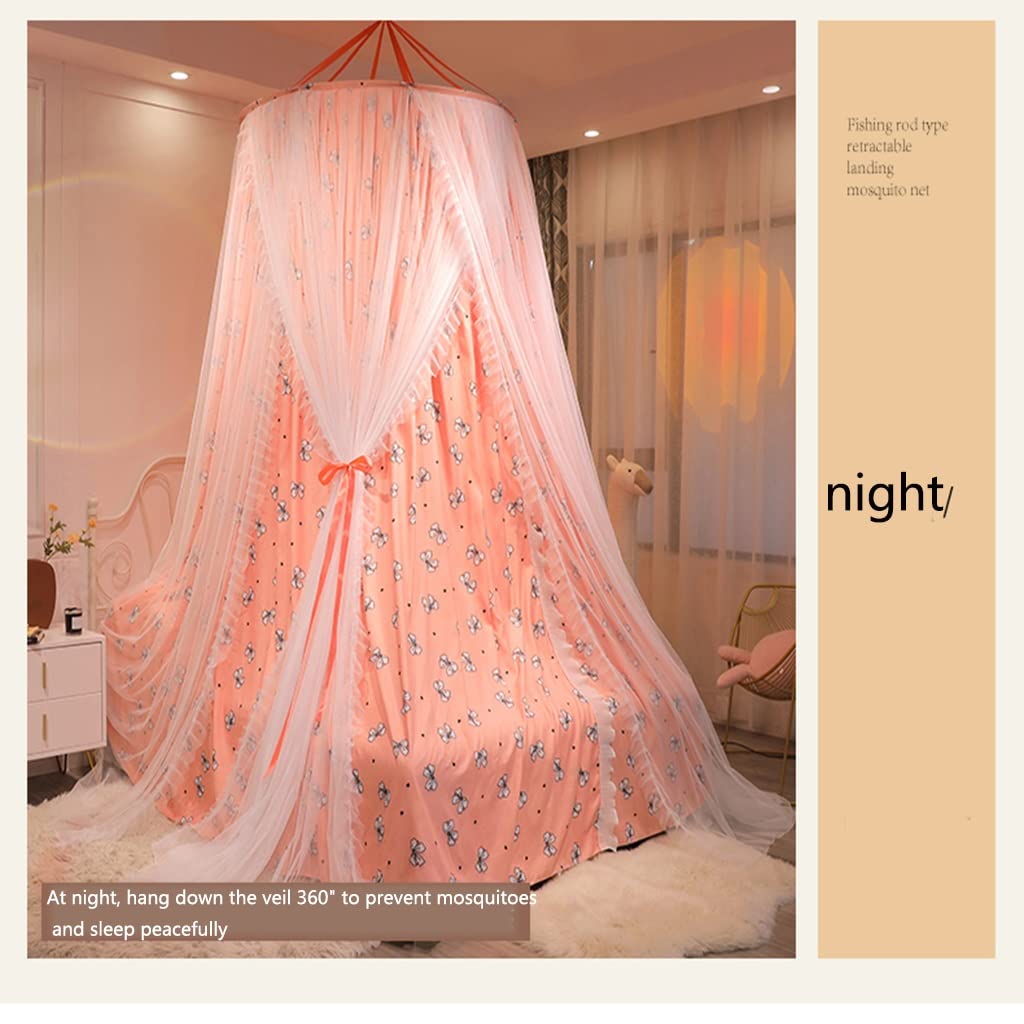 Fishing rod type
retractable
landing
mosquito net
night/
At night, hang down the veil 360" to prevent mosquitoes
and sleep peacefully